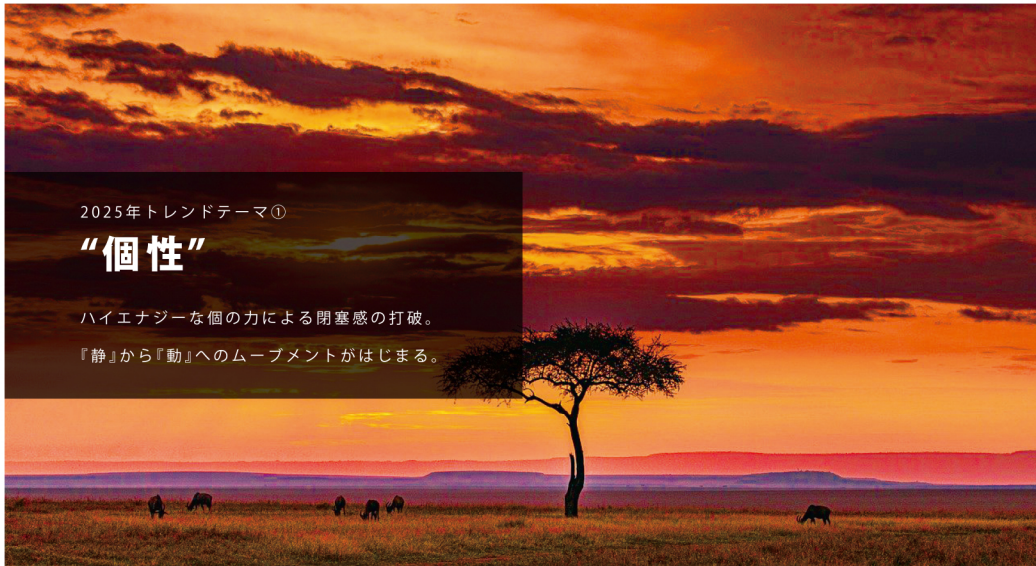 2025年トレンドテーマ①
“個性”
ハイエナジーな個の力による閉塞感の打破。
『静』から『動』へのムーブメントがはじまる。